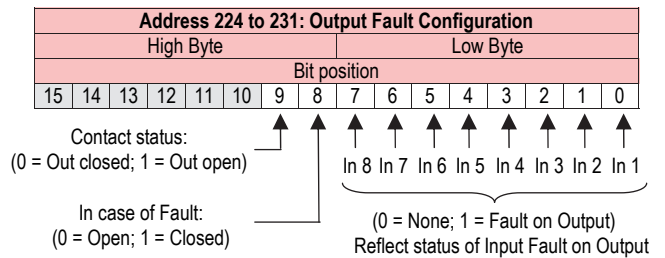 Address 224 to 231: Output Fault Configuration
High Byte Low Byte
Bit position
15 14 13 12 11 10 9 8 7 6 5 4 3 2 1 0
Contact status:
(0 = Out closed; 1 = Out open)
In 8 In 7 In 6 In 5 In 4 In 3 In 2 In 1
In case of Fault:
(0 = Open; 1 = Closed)
(0 = None; 1 = Fault on Output)
Reflect status of Input Fault on Output